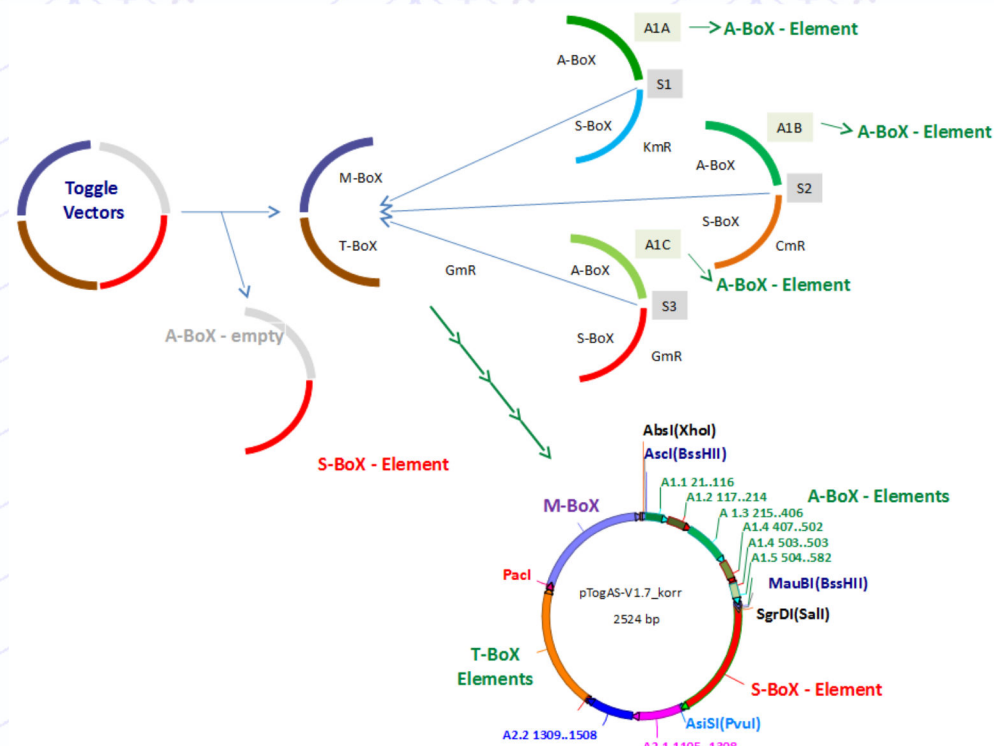 A1A
A-BoX - Element
A-BoX
S1
S-BoX
KmR
A1B
A-BoX - Element
A-BoX
S2
S-BoX
CmR
Toggle
Vectors
M-BoX
T-BoX
GmR
A1C
A-BoX
A-BoX - Element
S3
S-BoX
GmR
A-BoX - empty
S-BoX - Element
AbsI(XhoI)
AscI(BssHII)
A1.1 21..116
A1.2 117..214
A-BoX - Elements
A 1.3 215..406
A1.4 407..502
A1.4 503..503
A1.5 504..582
M-BoX
MauBI(BssHII)
PacI
pTogAS-V1.7_korr
2524 bp
SgrDI(SalI)
T-BoX
Elements
S-BoX - Element
AsiSI(PvuI)
A2.2 1309..1508